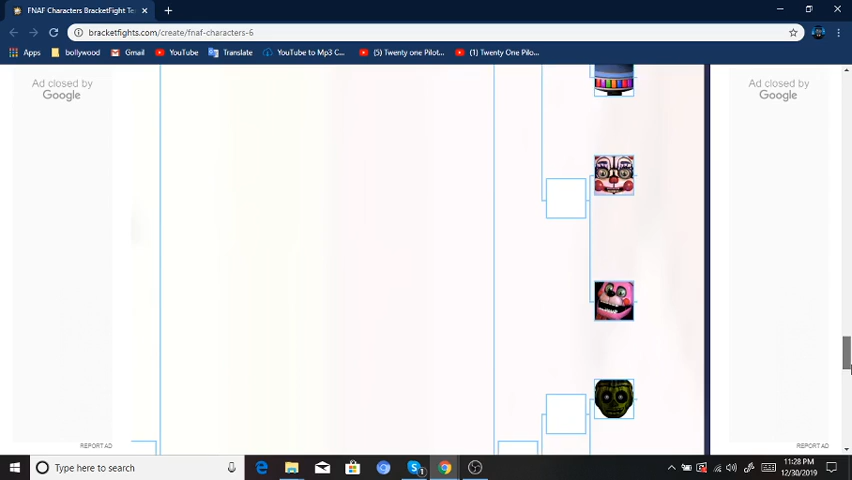 FNAF Characters BracketFight Te
bracketfights.com/create/fnaf-characters-6
Apps bollywood Gmail YouTube Translate YouTube to Mp3 C... (5) Twenty one Pilot... (1) Twenty One Pilo...
Ad closed by Google
Ad closed by Google
REPORT AD
REPORT AD
Type here to search
1
11:28 PM
12/30/2019